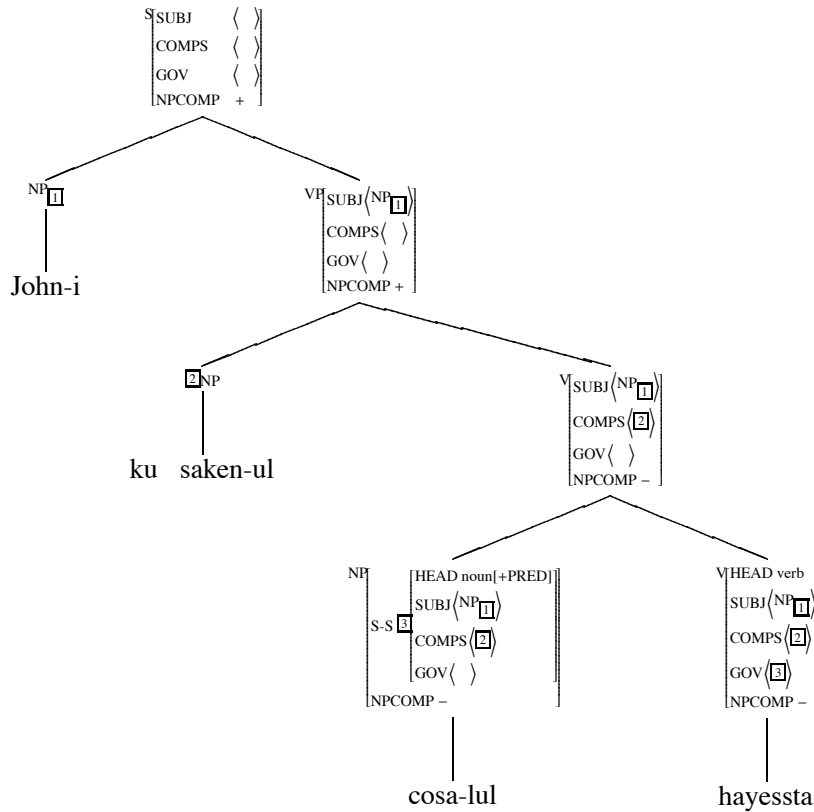 S[SUBJ ⟨ ⟩
COMPS ⟨ ⟩
GOV ⟨ ⟩
NPCOMP +]
NP[1]
VP[SUBJ⟨NP[1]⟩
COMPS⟨ ⟩
GOV⟨ ⟩
NPCOMP +]
John-i
[2]NP
V[SUBJ⟨NP[1]⟩
COMPS⟨[2]⟩
GOV⟨ ⟩
NPCOMP –]
ku saken-ul
NP[S-S [3][HEAD noun[+PRED]
SUBJ⟨NP[1]⟩
COMPS⟨[2]⟩
GOV⟨ ⟩]
NPCOMP –]
V[HEAD verb
SUBJ⟨NP[1]⟩
COMPS⟨[2]⟩
GOV⟨[3]⟩
NPCOMP –]
cosa-lul
hayessta